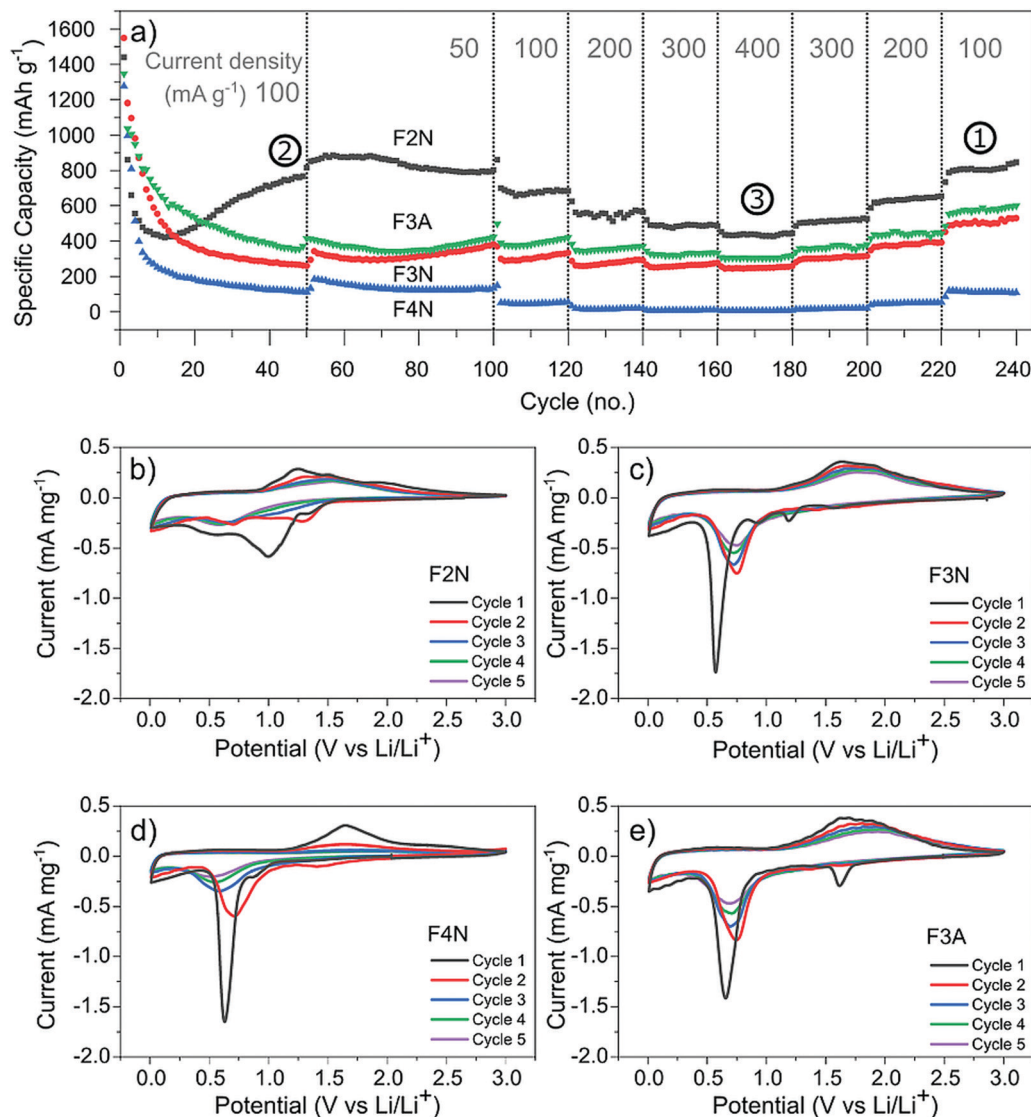 a)
Current density
(mA g⁻¹) 100
50
100
200
300
400
300
200
100
②
F2N
①
③
F3A
F3N
F4N
1600
1400
1200
1000
800
600
400
200
0
Specific Capacity (mAh g⁻¹)
0 20 40 60 80 100 120 140 160 180 200 220 240
Cycle (no.)
b)
0.5
0.0
-0.5
-1.0
-1.5
-2.0
Current (mA mg⁻¹)
F2N
Cycle 1
Cycle 2
Cycle 3
Cycle 4
Cycle 5
0.0 0.5 1.0 1.5 2.0 2.5 3.0
Potential (V vs Li/Li⁺)
c)
0.5
0.0
-0.5
-1.0
-1.5
-2.0
Current (mA mg⁻¹)
F3N
Cycle 1
Cycle 2
Cycle 3
Cycle 4
Cycle 5
0.0 0.5 1.0 1.5 2.0 2.5 3.0
Potential (V vs Li/Li⁺)
d)
0.5
0.0
-0.5
-1.0
-1.5
-2.0
Current (mA mg⁻¹)
F4N
Cycle 1
Cycle 2
Cycle 3
Cycle 4
Cycle 5
0.0 0.5 1.0 1.5 2.0 2.5 3.0
Potential (V vs Li/Li⁺)
e)
0.5
0.0
-0.5
-1.0
-1.5
-2.0
Current (mA mg⁻¹)
F3A
Cycle 1
Cycle 2
Cycle 3
Cycle 4
Cycle 5
0.0 0.5 1.0 1.5 2.0 2.5 3.0
Potential (V vs Li/Li⁺)